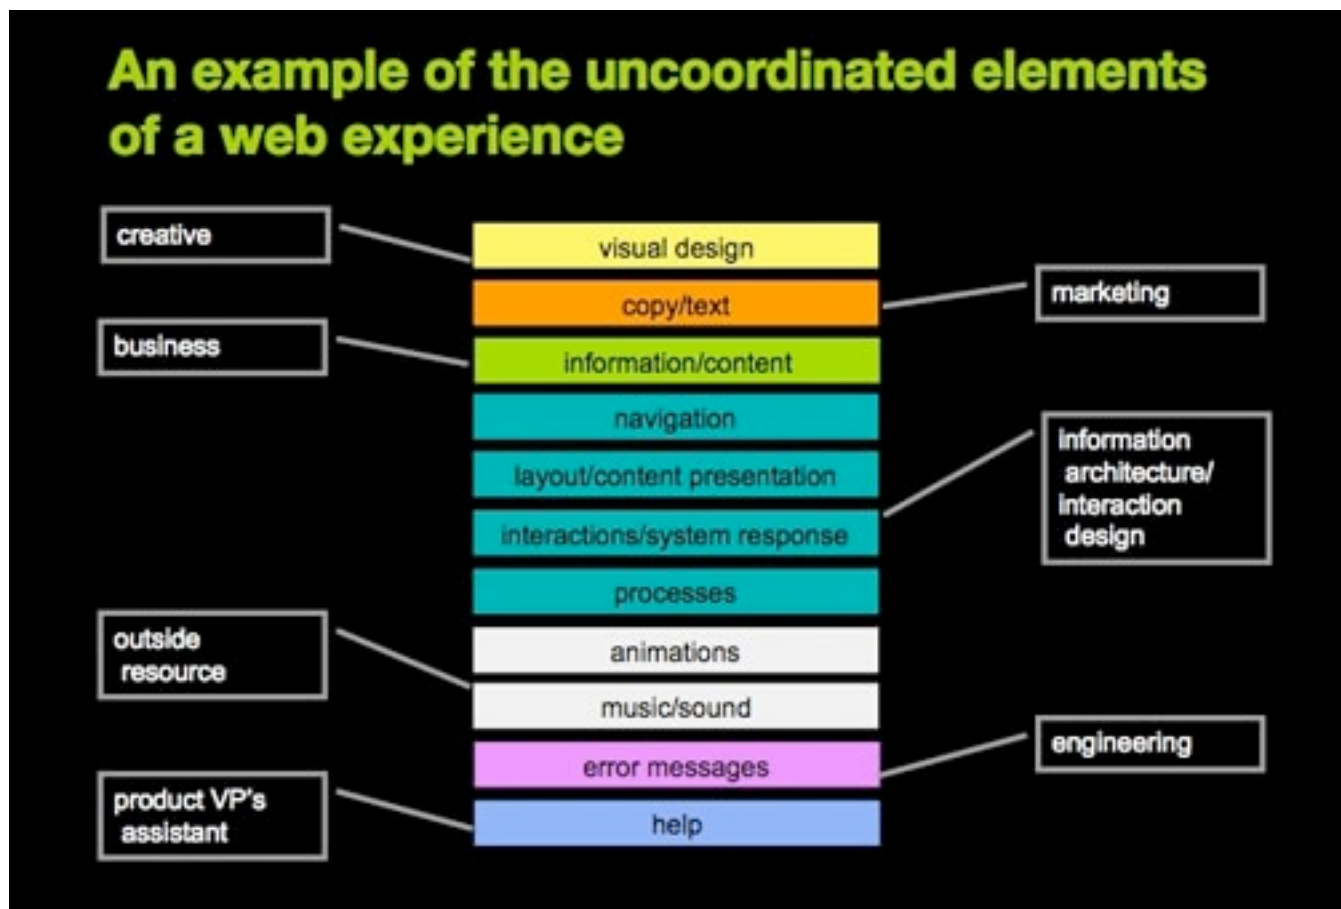 An example of the uncoordinated elements
of a web experience
creative
business
outside
resource
product VP's
assistant
visual design
copy/text
information/content
navigation
layout/content presentation
interactions/system response
processes
animations
music/sound
error messages
help
marketing
information
architecture/
interaction
design
engineering